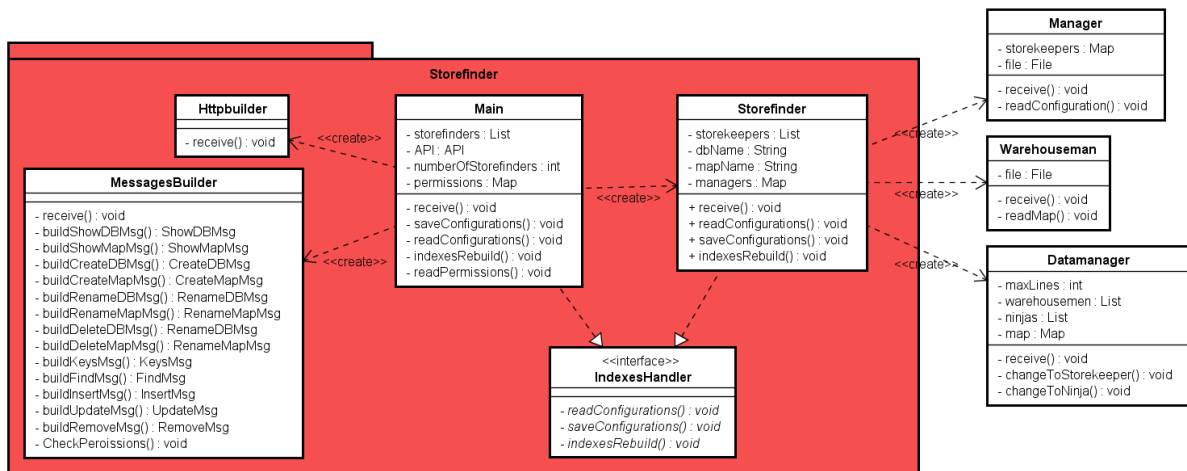 Storefinder
Httpbuilder
- receive() : void
MessagesBuilder
- receive() : void
- buildShowDBMsg() : ShowDBMsg
- buildShowMapMsg() : ShowMapMsg
- buildCreateDBMsg() : CreateDBMsg
- buildCreateMapMsg() : CreateMapMsg
- buildRenameDBMsg() : RenameDBMsg
- buildRenameMapMsg() : RenameMapMsg
- buildDeleteDBMsg() : RenameDBMsg
- buildDeleteMapMsg() : RenameMapMsg
- buildKeysMsg() : KeysMsg
- buildFindMsg() : FindMsg
- buildInsertMsg() : InsertMsg
- buildUpdateMsg() : UpdateMsg
- buildRemoveMsg() : RemoveMsg
- CheckPeroissions() : void
<<create>>
<<create>>
Main
- storefinders : List
- API : API
- numberOfStorefinders : int
- permissions : Map
- receive() : void
- saveConfigurations() : void
- readConfigurations() : void
- indexesRebuild() : void
- readPermissions() : void
<<create>>
Storefinder
- storekeepers : List
- dbName : String
- mapName : String
- managers : Map
+ receive() : void
+ readConfigurations() : void
+ saveConfigurations() : void
+ indexesRebuild() : void
<<interface>>
IndexesHandler
- readConfigurations() : void
- saveConfigurations() : void
- indexesRebuild() : void
<<create>>
<<create>>
<<create>>
Manager
- storekeepers : Map
- file : File
- receive() : void
- readConfiguration() : void
Warehouseman
- file : File
- receive() : void
- readMap() : void
Datamanager
- maxLines : int
- warehousemen : List
- ninjas : List
- map : Map
- receive() : void
- changeToStorekeeper() : void
- changeToNinja() : void